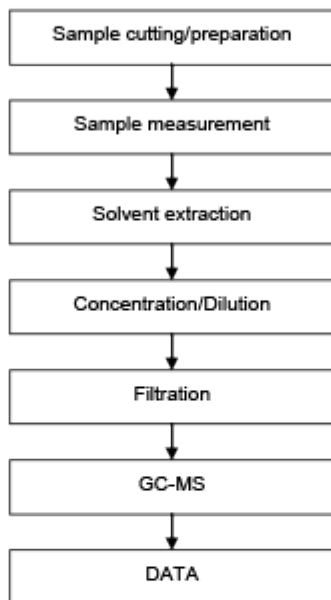 Sample cutting/preparation
Sample measurement
Solvent extraction
Concentration/Dilution
Filtration
GC-MS
DATA